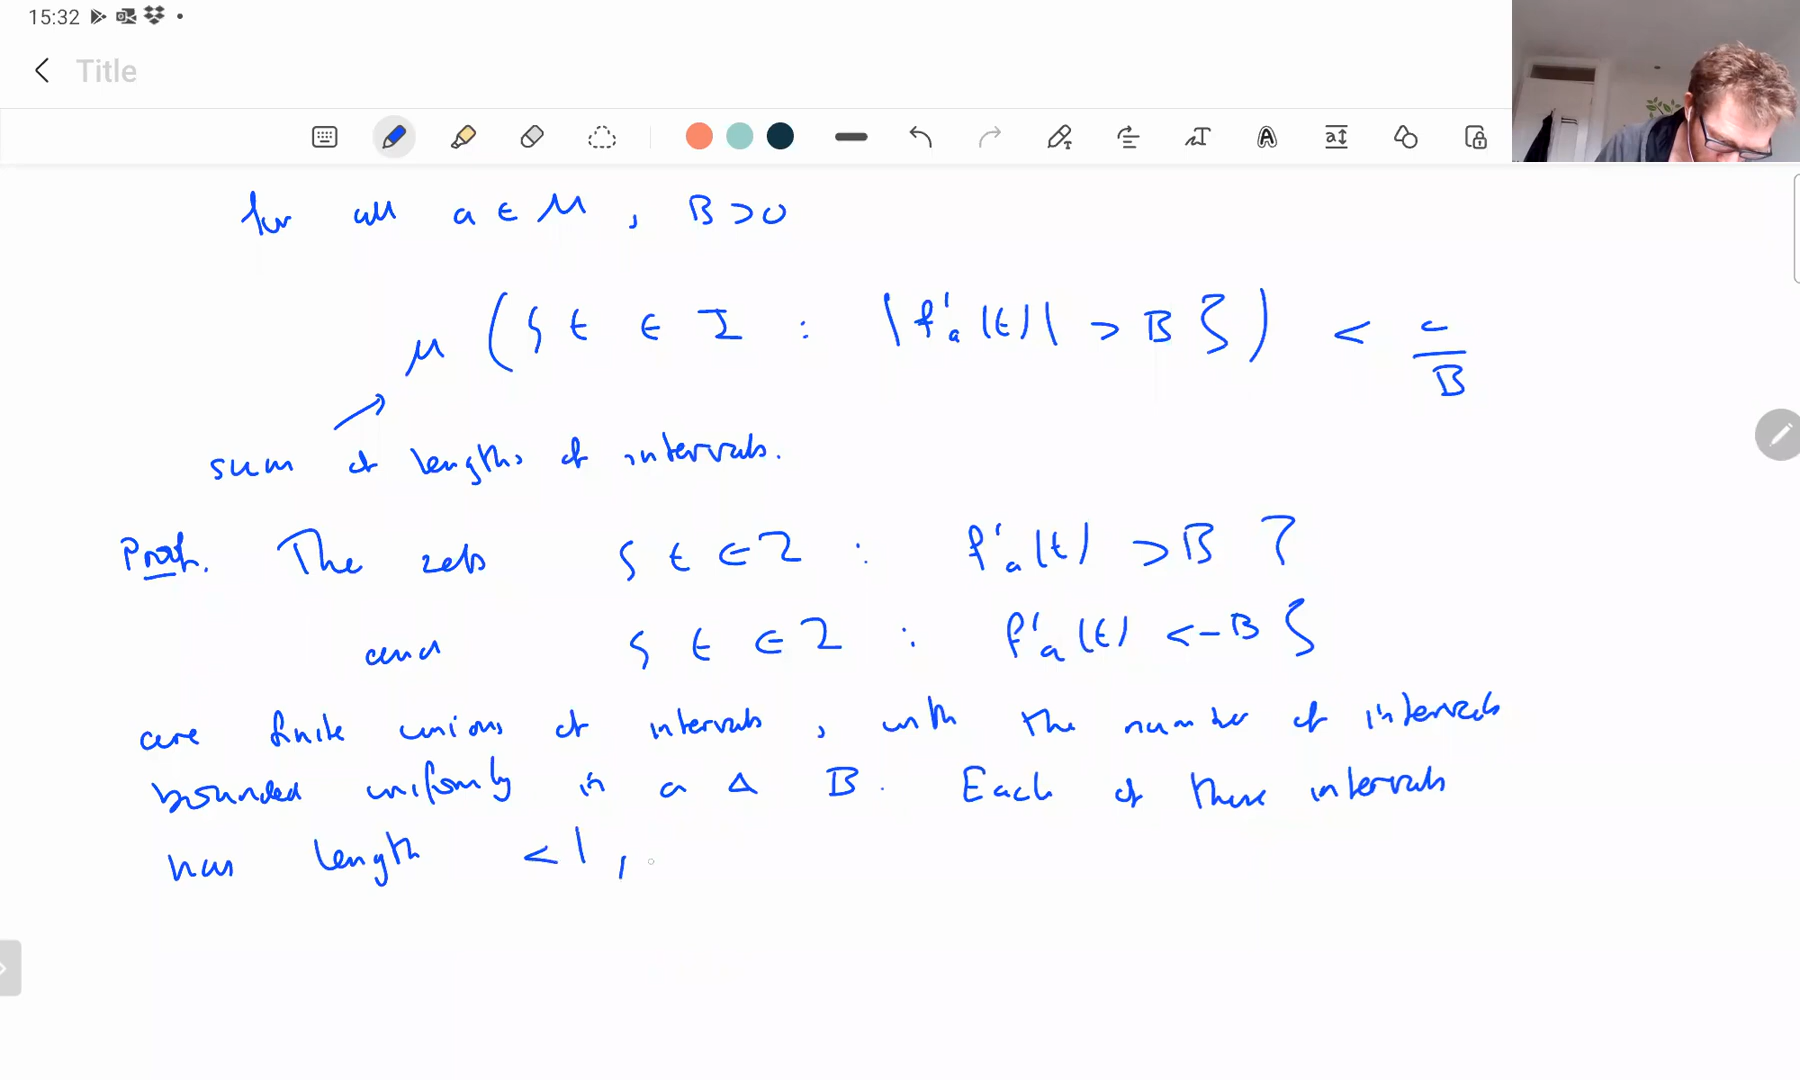 15:32
Title
for all a ∈ M, B > 0
μ ({ t ∈ I : |f'ₐ(t)| > B }) < c/B
sum of lengths of intervals.
Proof. The sets { t ∈ I : f'ₐ(t) > B }
and { t ∈ I : f'ₐ(t) < -B }
are finite unions of intervals, with the number of intervals
bounded uniformly in a & B. Each of these intervals
has length < 1,